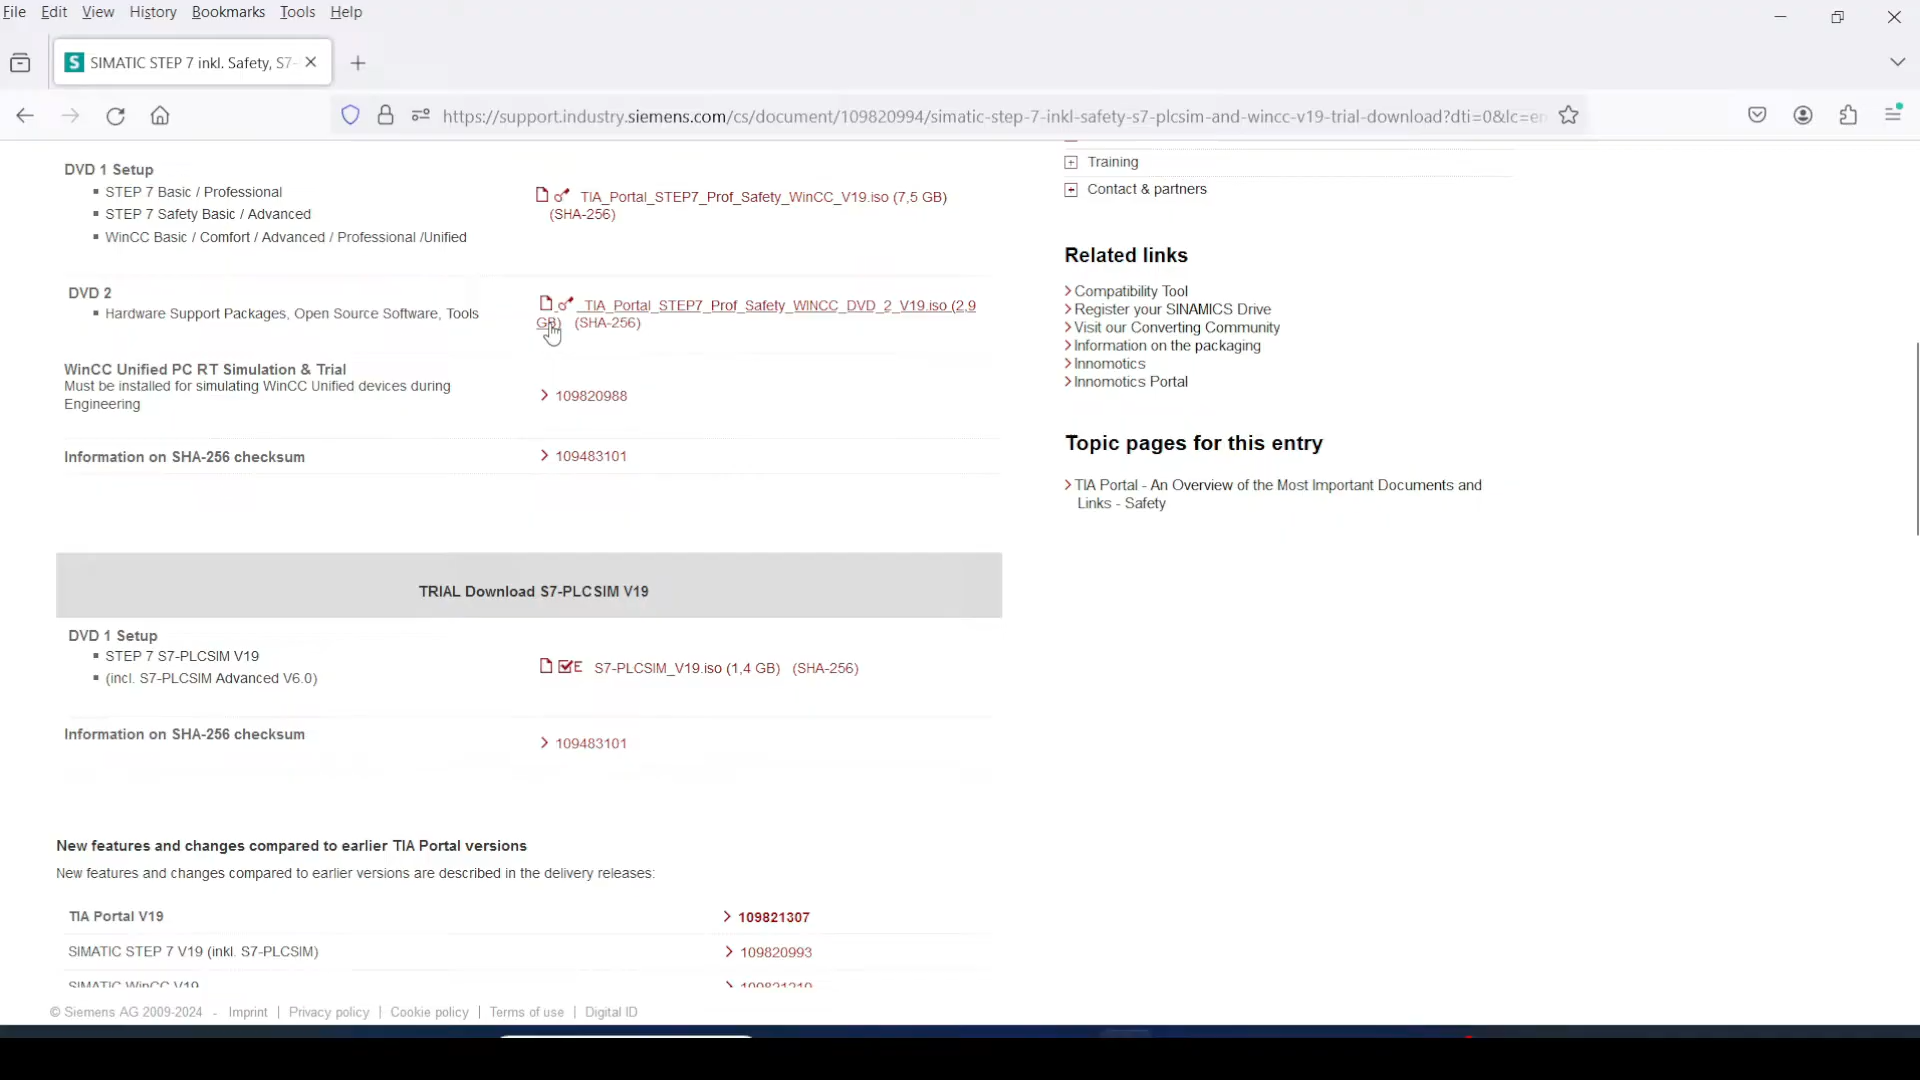 File Edit View History Bookmarks Tools Help
S SIMATIC STEP 7 inkl. Safety, S7-
https://support.industry.siemens.com/cs/document/109820994/simatic-step-7-inkl-safety-s7-plcsim-and-wincc-v19-trial-download?dti=0&lc=en
DVD 1 Setup
STEP 7 Basic / Professional
STEP 7 Safety Basic / Advanced
WinCC Basic / Comfort / Advanced / Professional /Unified
TIA_Portal_STEP7_Prof_Safety_WinCC_V19.iso (7,5 GB)
(SHA-256)
DVD 2
Hardware Support Packages, Open Source Software, Tools
TIA_Portal_STEP7_Prof_Safety_WINCC_DVD_2_V19.iso (2,9
GB) (SHA-256)
WinCC Unified PC RT Simulation & Trial
Must be installed for simulating WinCC Unified devices during
Engineering
109820988
Information on SHA-256 checksum
109483101
TRIAL Download S7-PLCSIM V19
DVD 1 Setup
STEP 7 S7-PLCSIM V19
(incl. S7-PLCSIM Advanced V6.0)
E S7-PLCSIM_V19.iso (1,4 GB) (SHA-256)
Information on SHA-256 checksum
109483101
New features and changes compared to earlier TIA Portal versions
New features and changes compared to earlier versions are described in the delivery releases:
TIA Portal V19 109821307
SIMATIC STEP 7 V19 (inkl. S7-PLCSIM) 109820993
SIMATIC WinCC V19
Training
Contact & partners
Related links
Compatibility Tool
Register your SINAMICS Drive
Visit our Converting Community
Information on the packaging
Innomotics
Innomotics Portal
Topic pages for this entry
TIA Portal - An Overview of the Most Important Documents and
Links - Safety
© Siemens AG 2009-2024 - Imprint | Privacy policy | Cookie policy | Terms of use | Digital ID